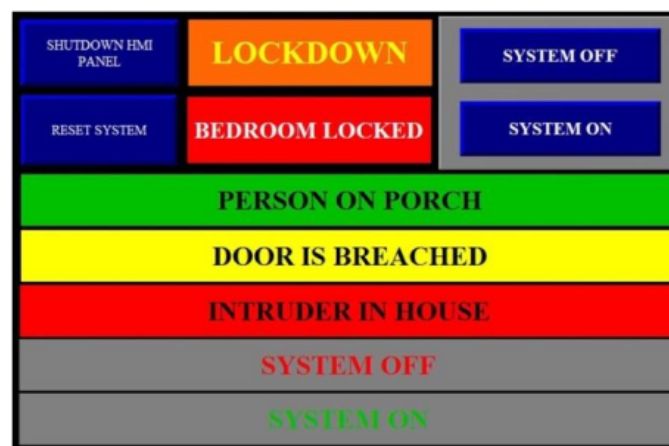 SHUTDOWN HMI
PANEL
LOCKDOWN
SYSTEM OFF
RESET SYSTEM
BEDROOM LOCKED
SYSTEM ON
PERSON ON PORCH
DOOR IS BREACHED
INTRUDER IN HOUSE
SYSTEM OFF
SYSTEM ON